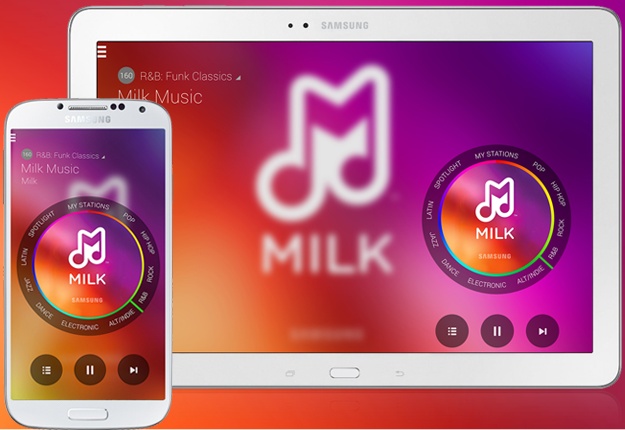 SAMSUNG
160 R&B: Funk Classics
Milk Music
MILK
SAMSUNG
MY STATIONS
POP
HIP HOP
ROCK
R&B
ALT/INDIE
ELECTRONIC
DANCE
JAZZ
LATIN
SPOTLIGHT
MILK
SAMSUNG
SAMSUNG
160 R&B: Funk Classics
Milk Music
Milk
MY STATIONS
POP
HIP HOP
ROCK
R&B
ALT/INDIE
ELECTRONIC
DANCE
JAZZ
LATIN
SPOTLIGHT
MILK
SAMSUNG